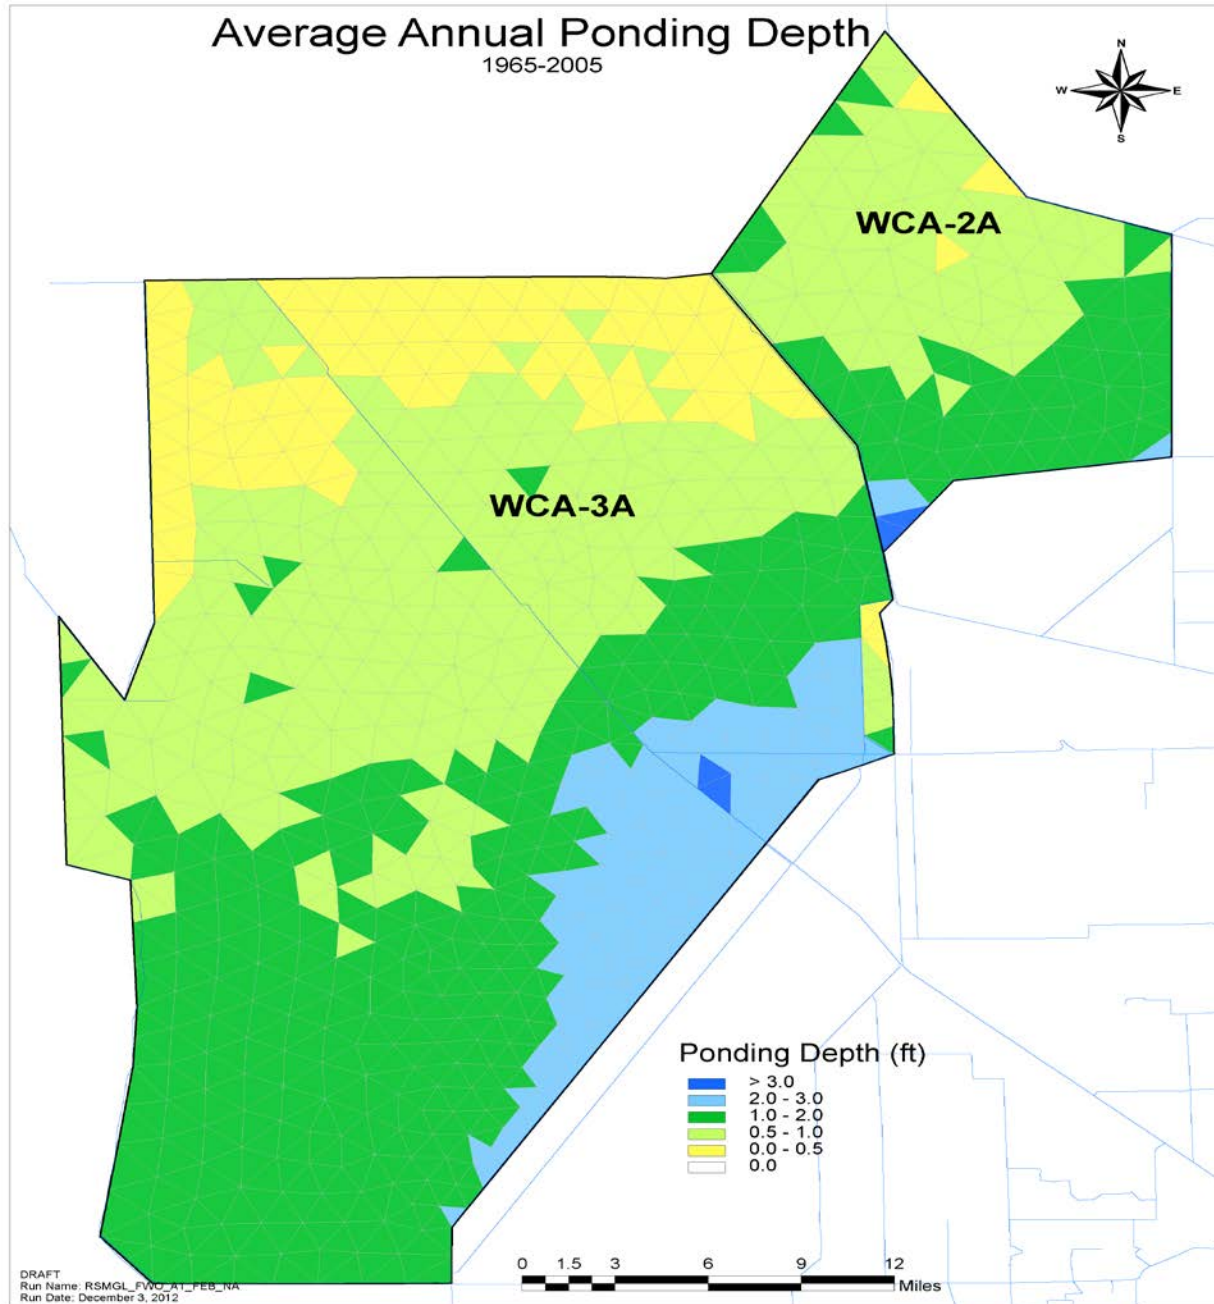 Average Annual Ponding Depth
1965-2005
N
W E
S
WCA-2A
WCA-3A
Ponding Depth (ft)
> 3.0
2.0 - 3.0
1.0 - 2.0
0.5 - 1.0
0.0 - 0.5
0.0
0 1.5 3 6 9 12
Miles
DRAFT
Run Name: RSMGL_FWO_A1_FEB_NA
Run Date: December 3, 2012